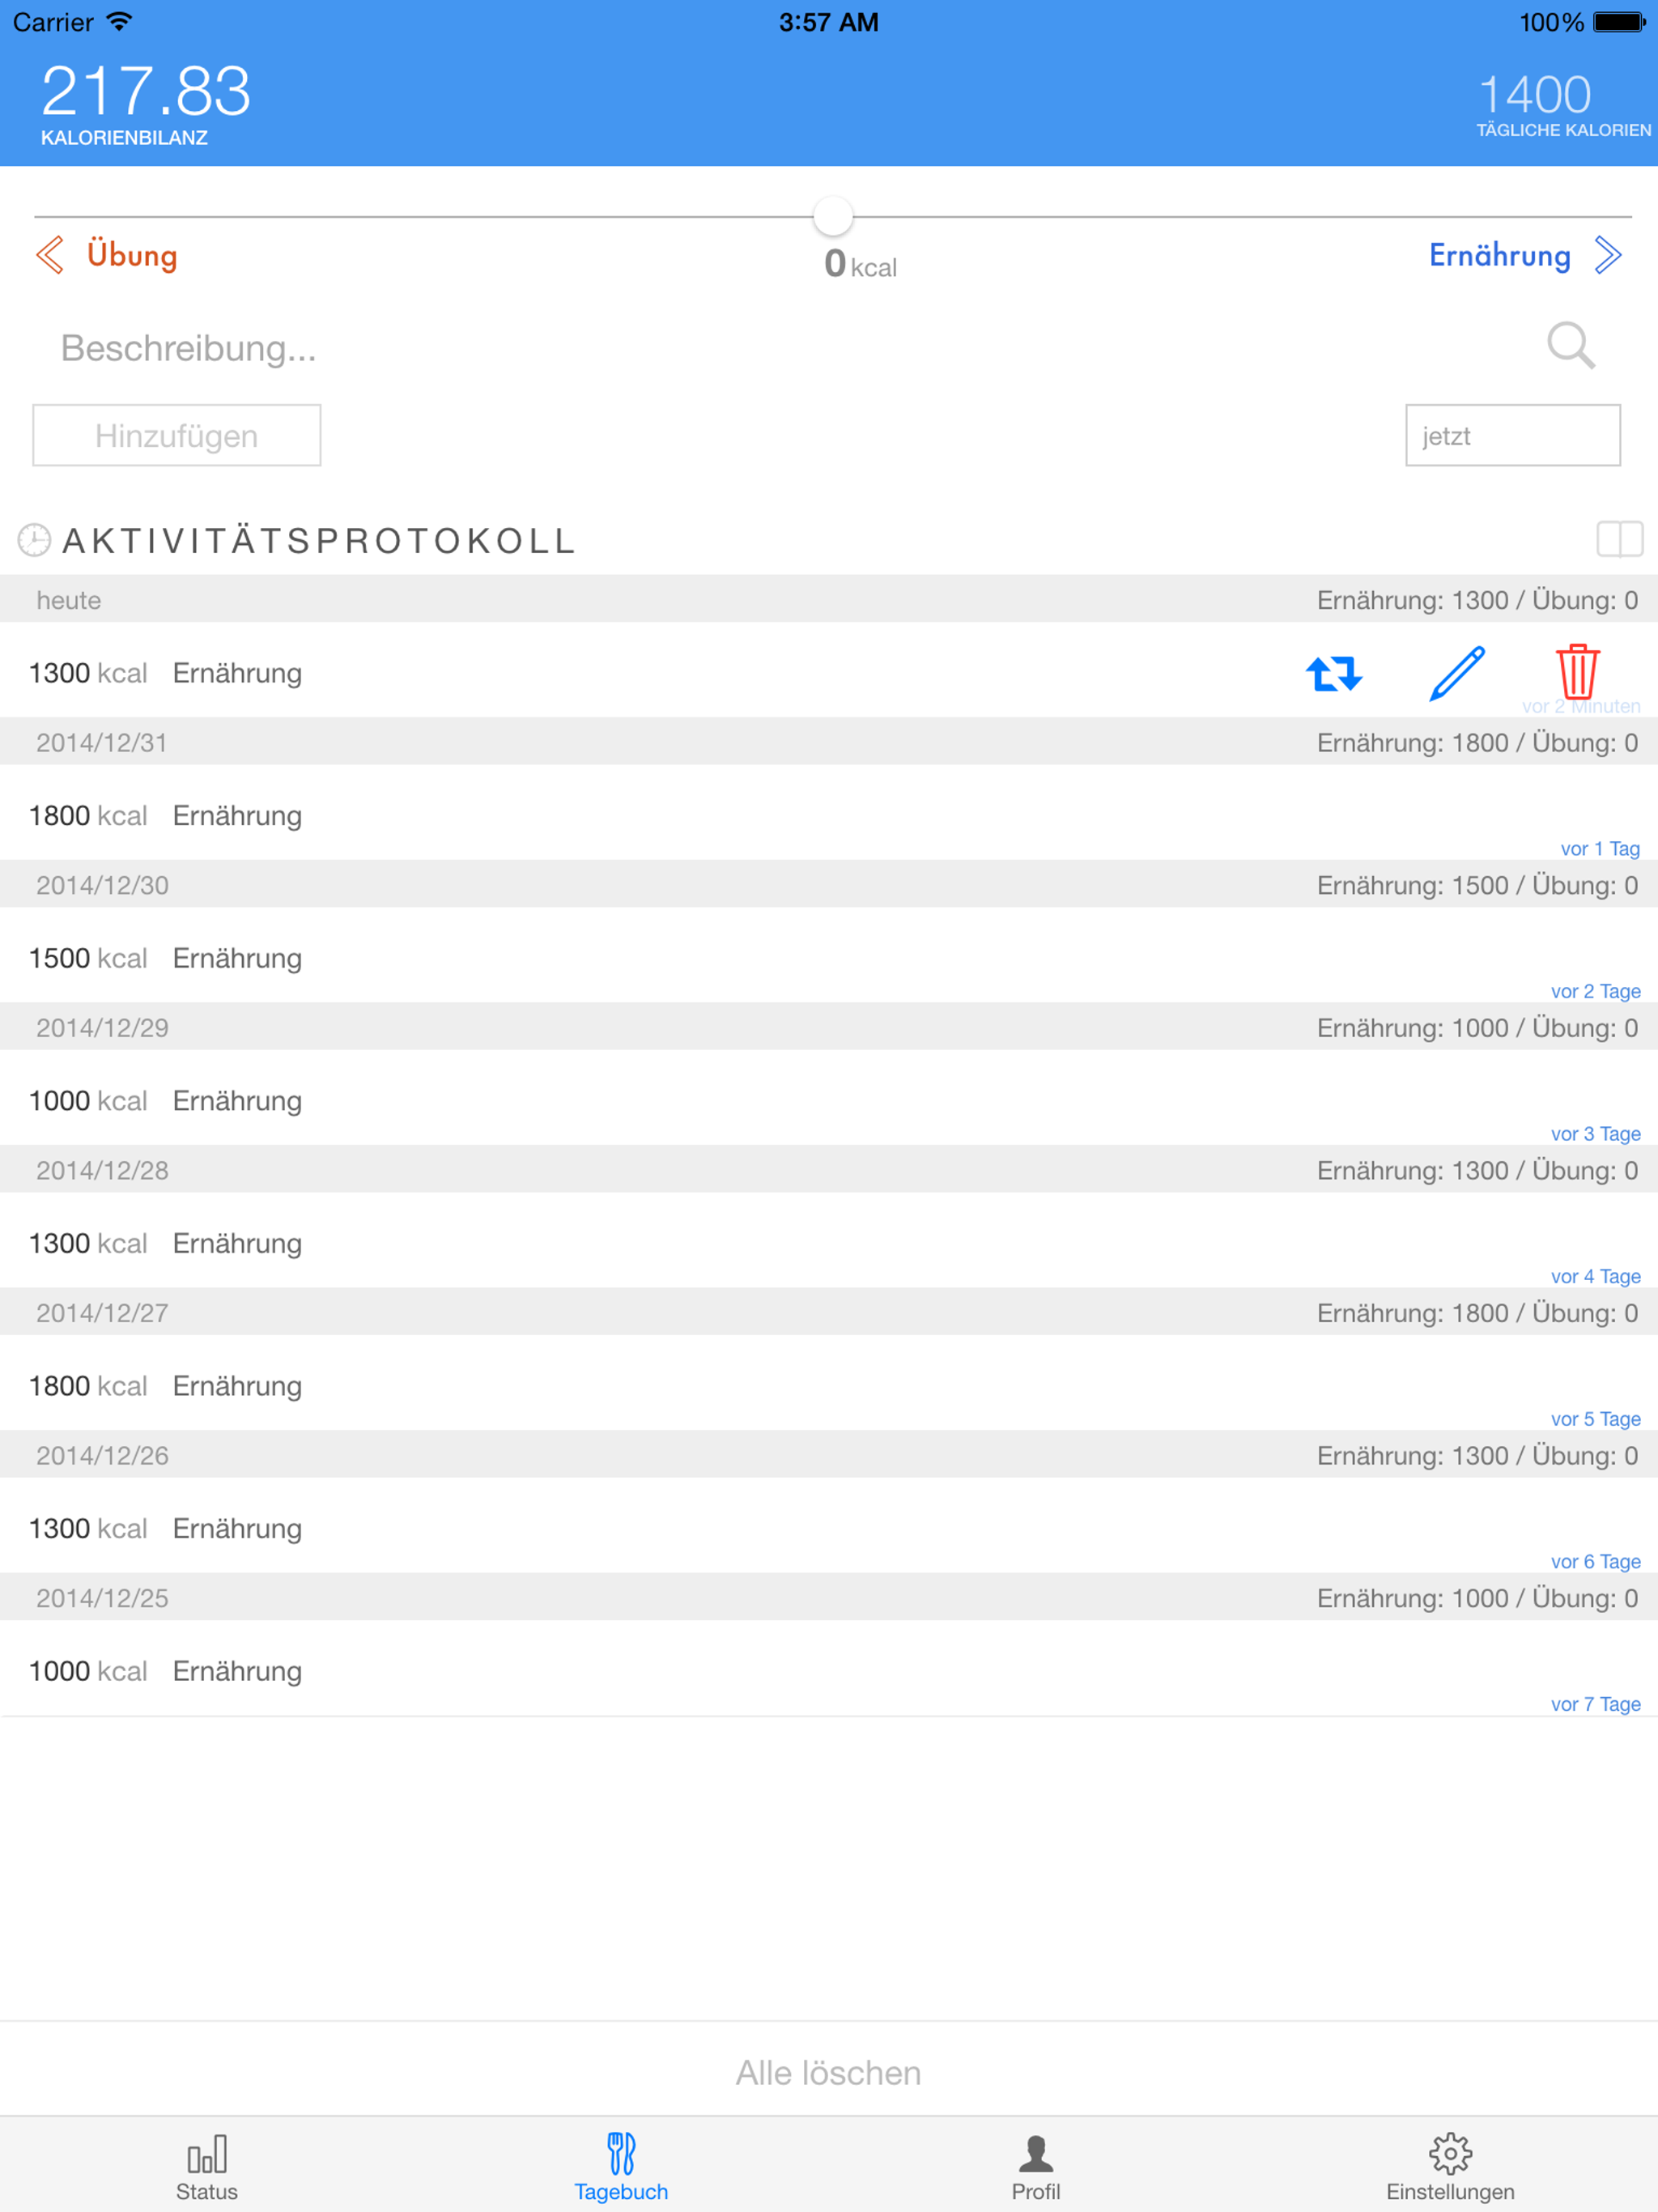 Carrier 3:57 AM 100%
217.83 1400
KALORIENBILANZ TÄGLICHE KALORIEN
Übung 0 kcal Ernährung
Beschreibung...
Hinzufügen jetzt
AKTIVITÄTSPROTOKOLL
heute Ernährung: 1300 / Übung: 0
1300 kcal Ernährung
vor 2 Minuten
2014/12/31 Ernährung: 1800 / Übung: 0
1800 kcal Ernährung
vor 1 Tag
2014/12/30 Ernährung: 1500 / Übung: 0
1500 kcal Ernährung
vor 2 Tage
2014/12/29 Ernährung: 1000 / Übung: 0
1000 kcal Ernährung
vor 3 Tage
2014/12/28 Ernährung: 1300 / Übung: 0
1300 kcal Ernährung
vor 4 Tage
2014/12/27 Ernährung: 1800 / Übung: 0
1800 kcal Ernährung
vor 5 Tage
2014/12/26 Ernährung: 1300 / Übung: 0
1300 kcal Ernährung
vor 6 Tage
2014/12/25 Ernährung: 1000 / Übung: 0
1000 kcal Ernährung
vor 7 Tage
Alle löschen
Status Tagebuch Profil Einstellungen